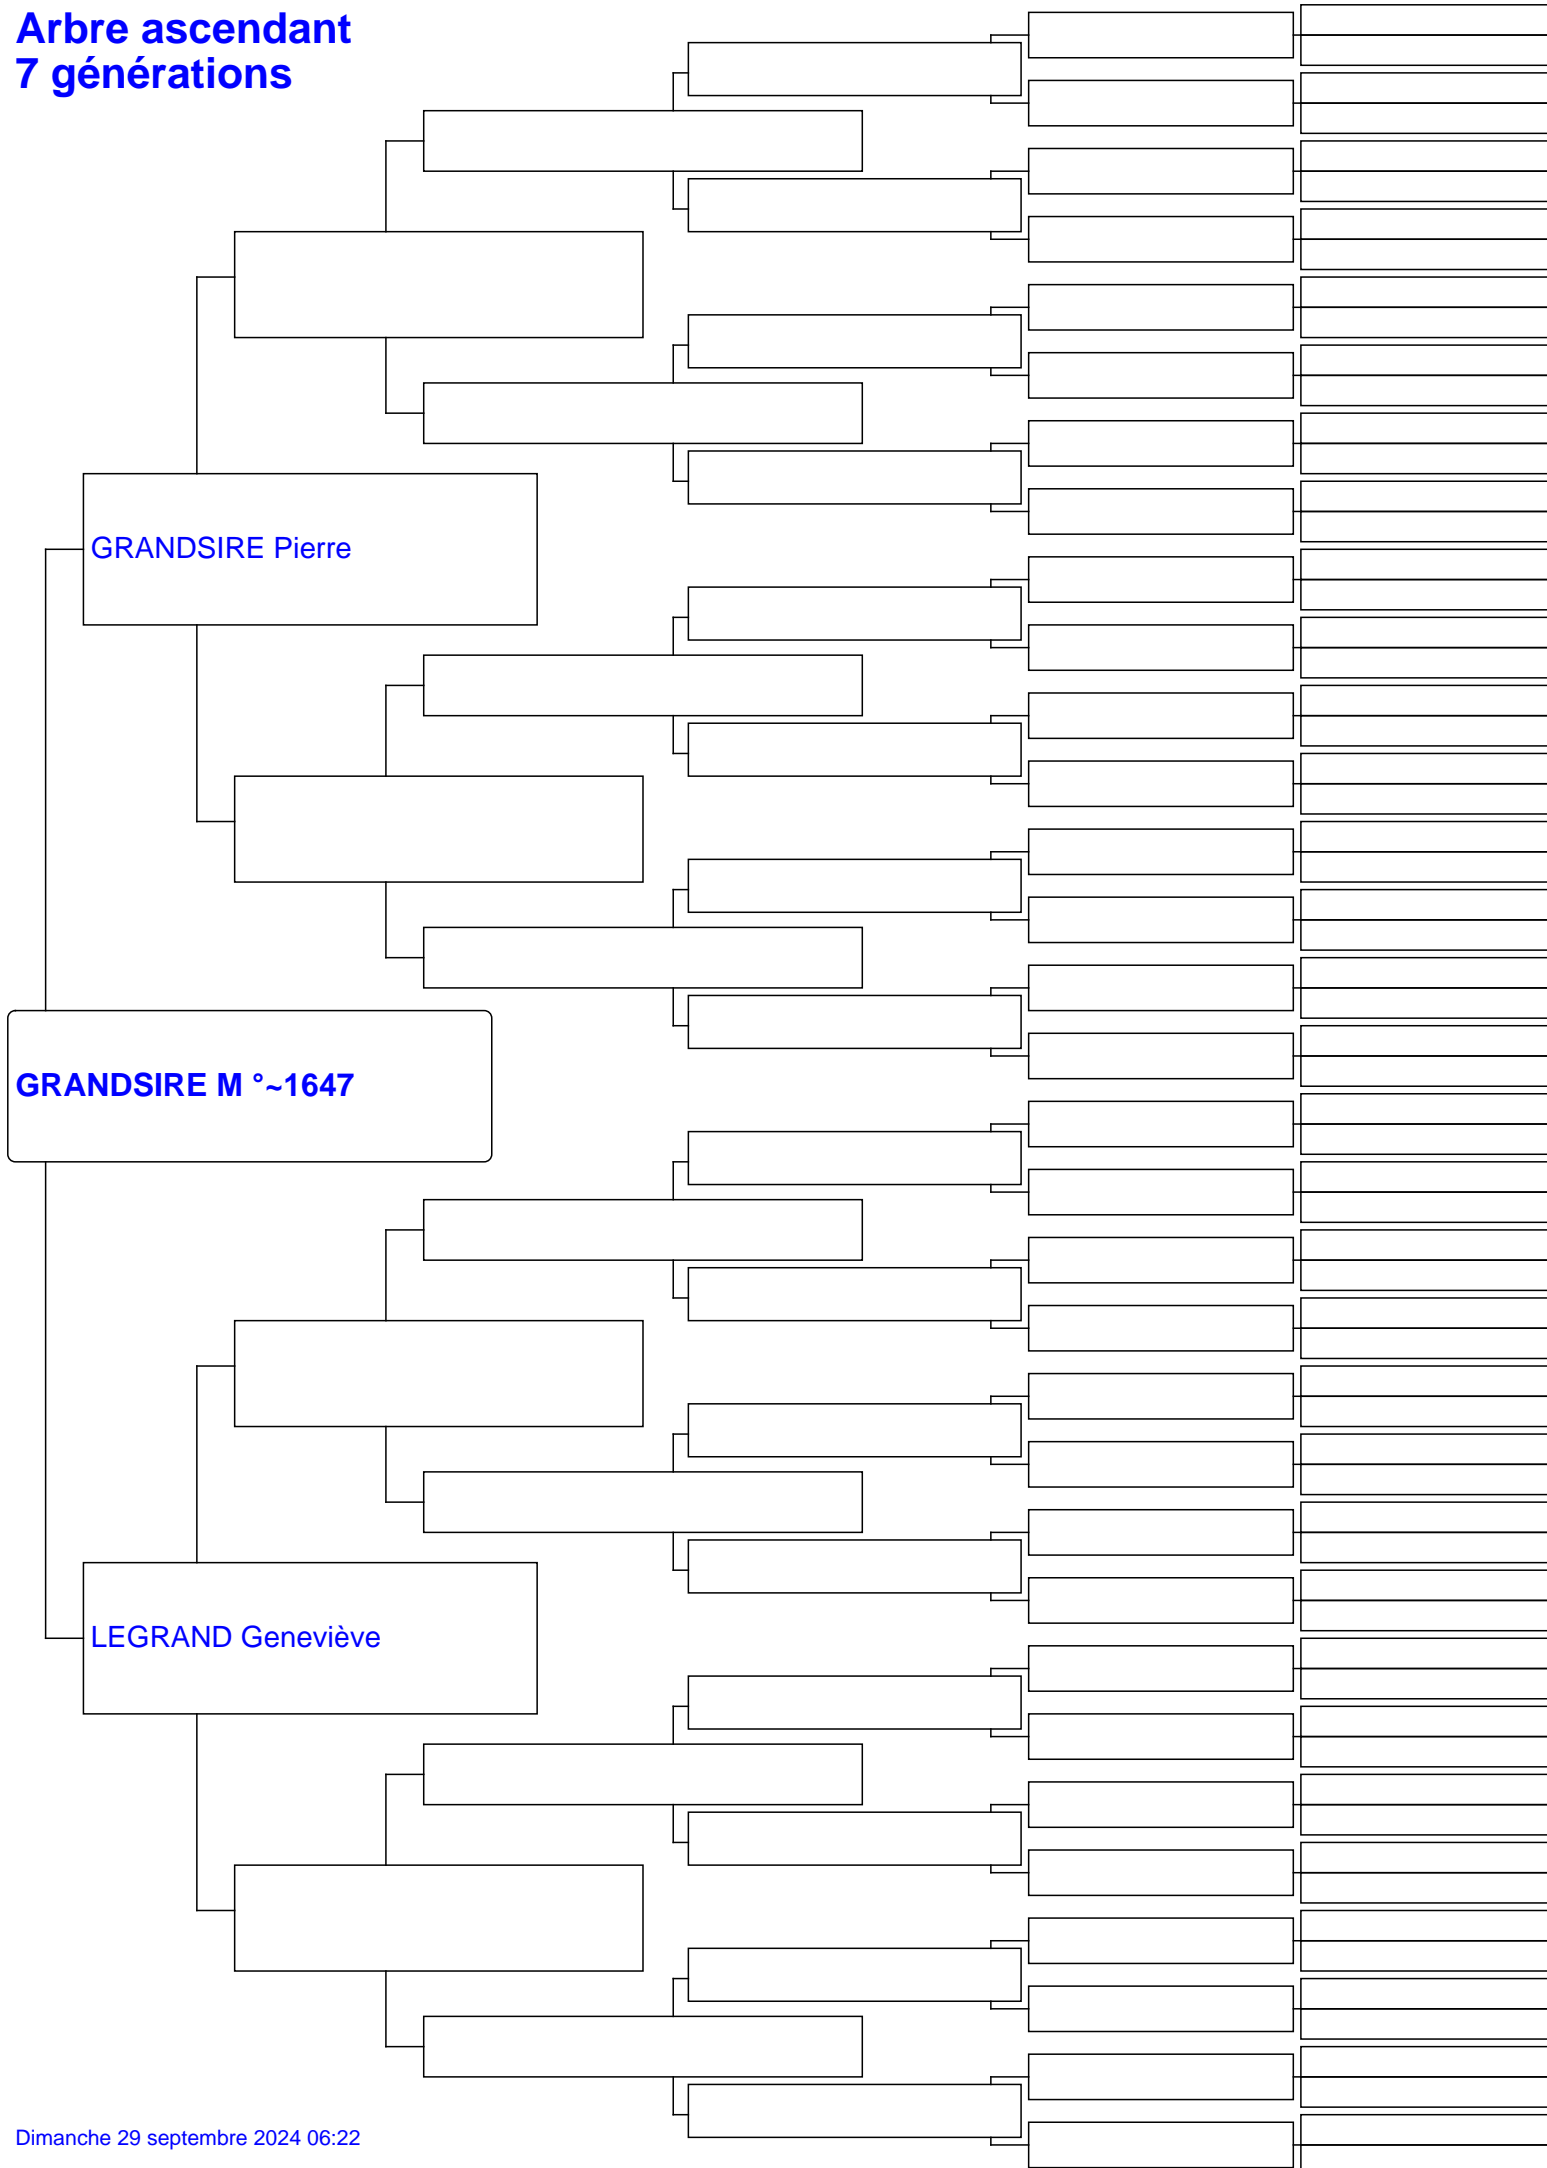 Arbre ascendant
7 générations
GRANDSIRE Pierre
GRANDSIRE M °~1647
LEGRAND Geneviève
Dimanche 29 septembre 2024 06:22